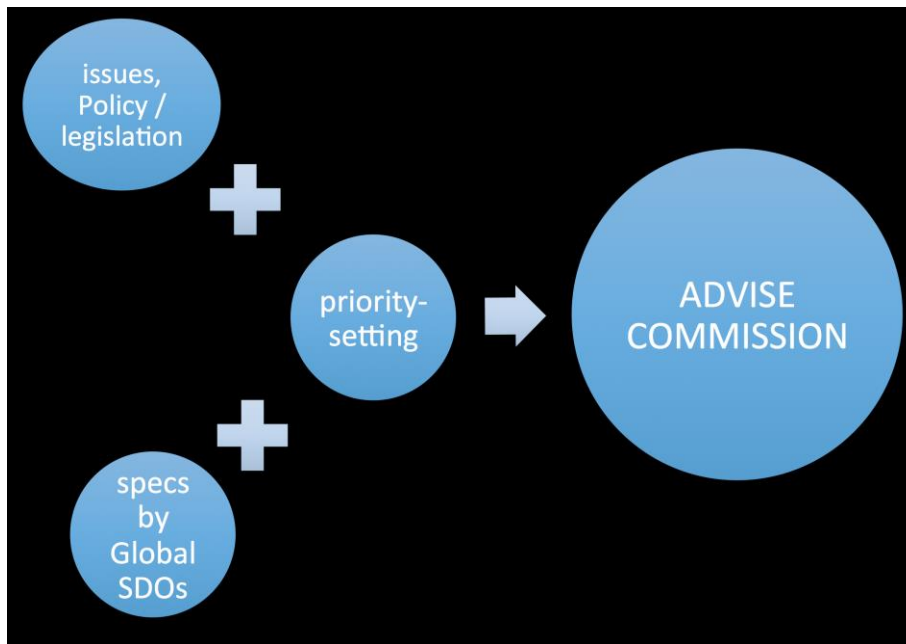 issues,
Policy /
legislation
priority-
setting
ADVISE
COMMISSION
specs
by
Global
SDOs